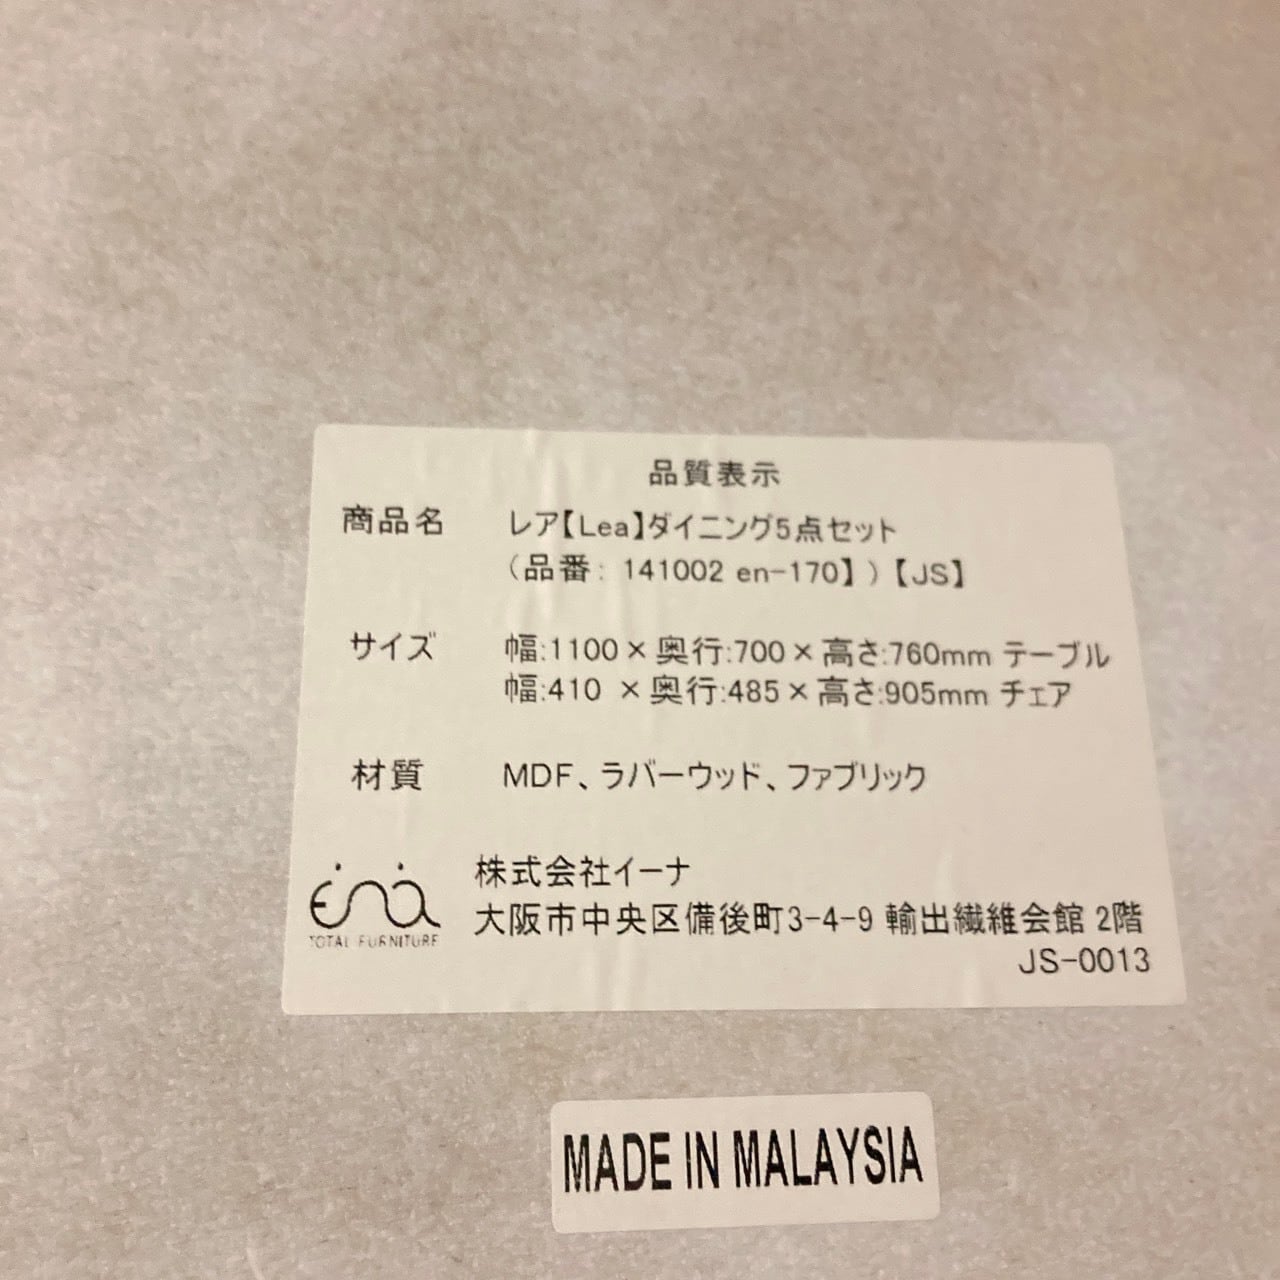 品質表示
商品名 レア【Lea】ダイニング5点セット
（品番: 141002 en-170】）【JS】
サイズ 幅:1100×奥行:700×高さ:760mm テーブル
幅:410 ×奥行:485×高さ:905mm チェア
材質 MDF、ラバーウッド、ファブリック
ena
TOTAL FURNITURE
株式会社イーナ
大阪市中央区備後町3-4-9 輸出繊維会館 2階
JS-0013
MADE IN MALAYSIA